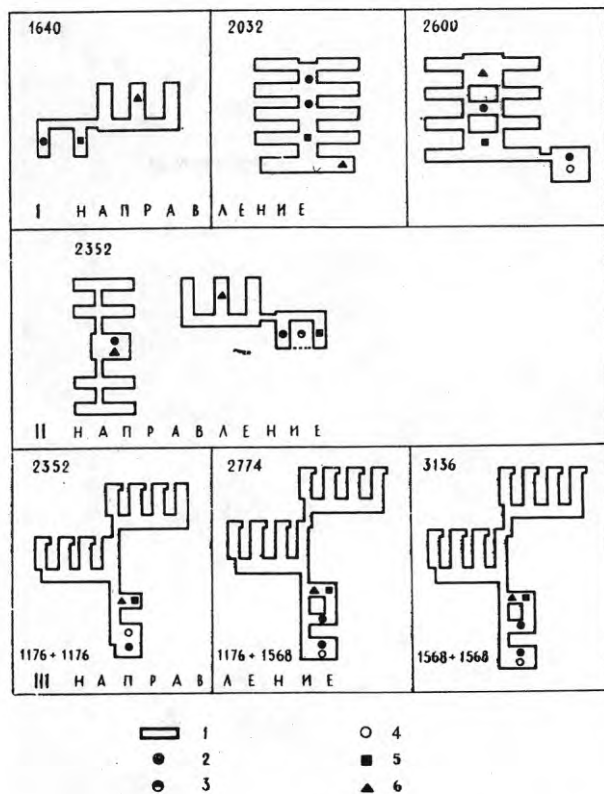 1640 2032 2600
I НАПРАВЛЕНИЕ
2352
II НАПРАВЛЕНИЕ
2352 2774 3136
1176 + 1176 1176 + 1568 1568 + 1568
III НАПРАВЛЕНИЕ
1 4
2 5
3 6